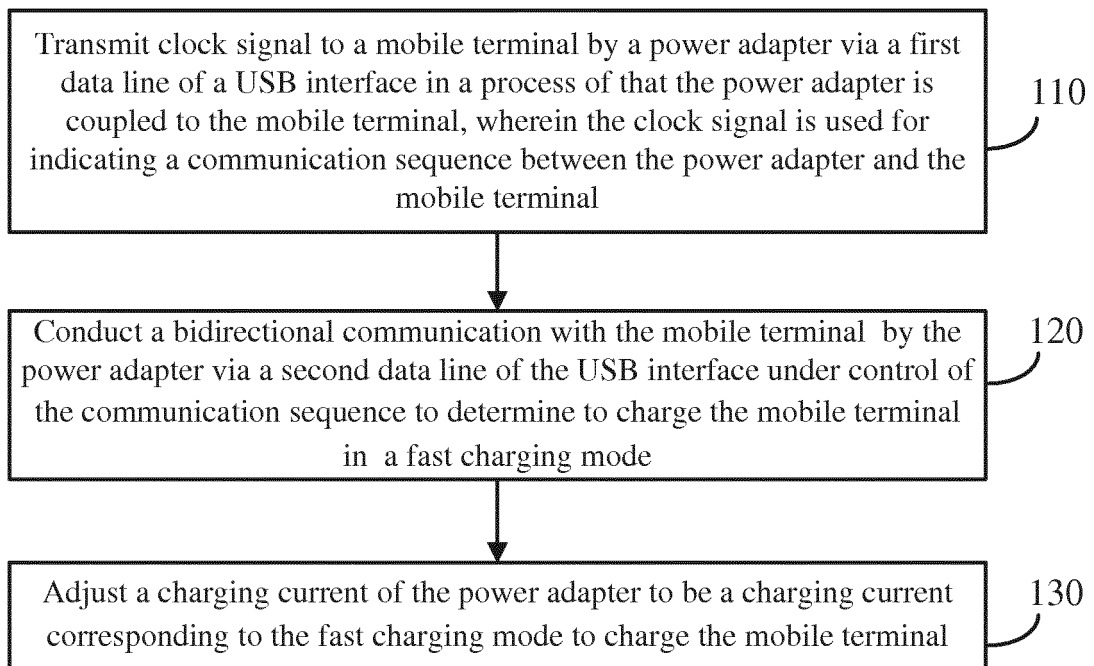 Transmit clock signal to a mobile terminal by a power adapter via a first
data line of a USB interface in a process of that the power adapter is
coupled to the mobile terminal, wherein the clock signal is used for
indicating a communication sequence between the power adapter and the
mobile terminal
110
Conduct a bidirectional communication with the mobile terminal by the
power adapter via a second data line of the USB interface under control of
the communication sequence to determine to charge the mobile terminal
in a fast charging mode
120
Adjust a charging current of the power adapter to be a charging current
corresponding to the fast charging mode to charge the mobile terminal
130